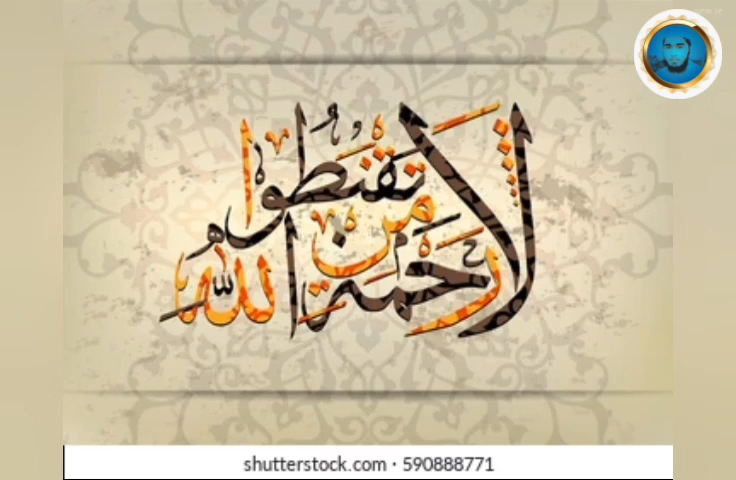 لا تقنطوا من رحمة الله
shutterstock.com · 590888771